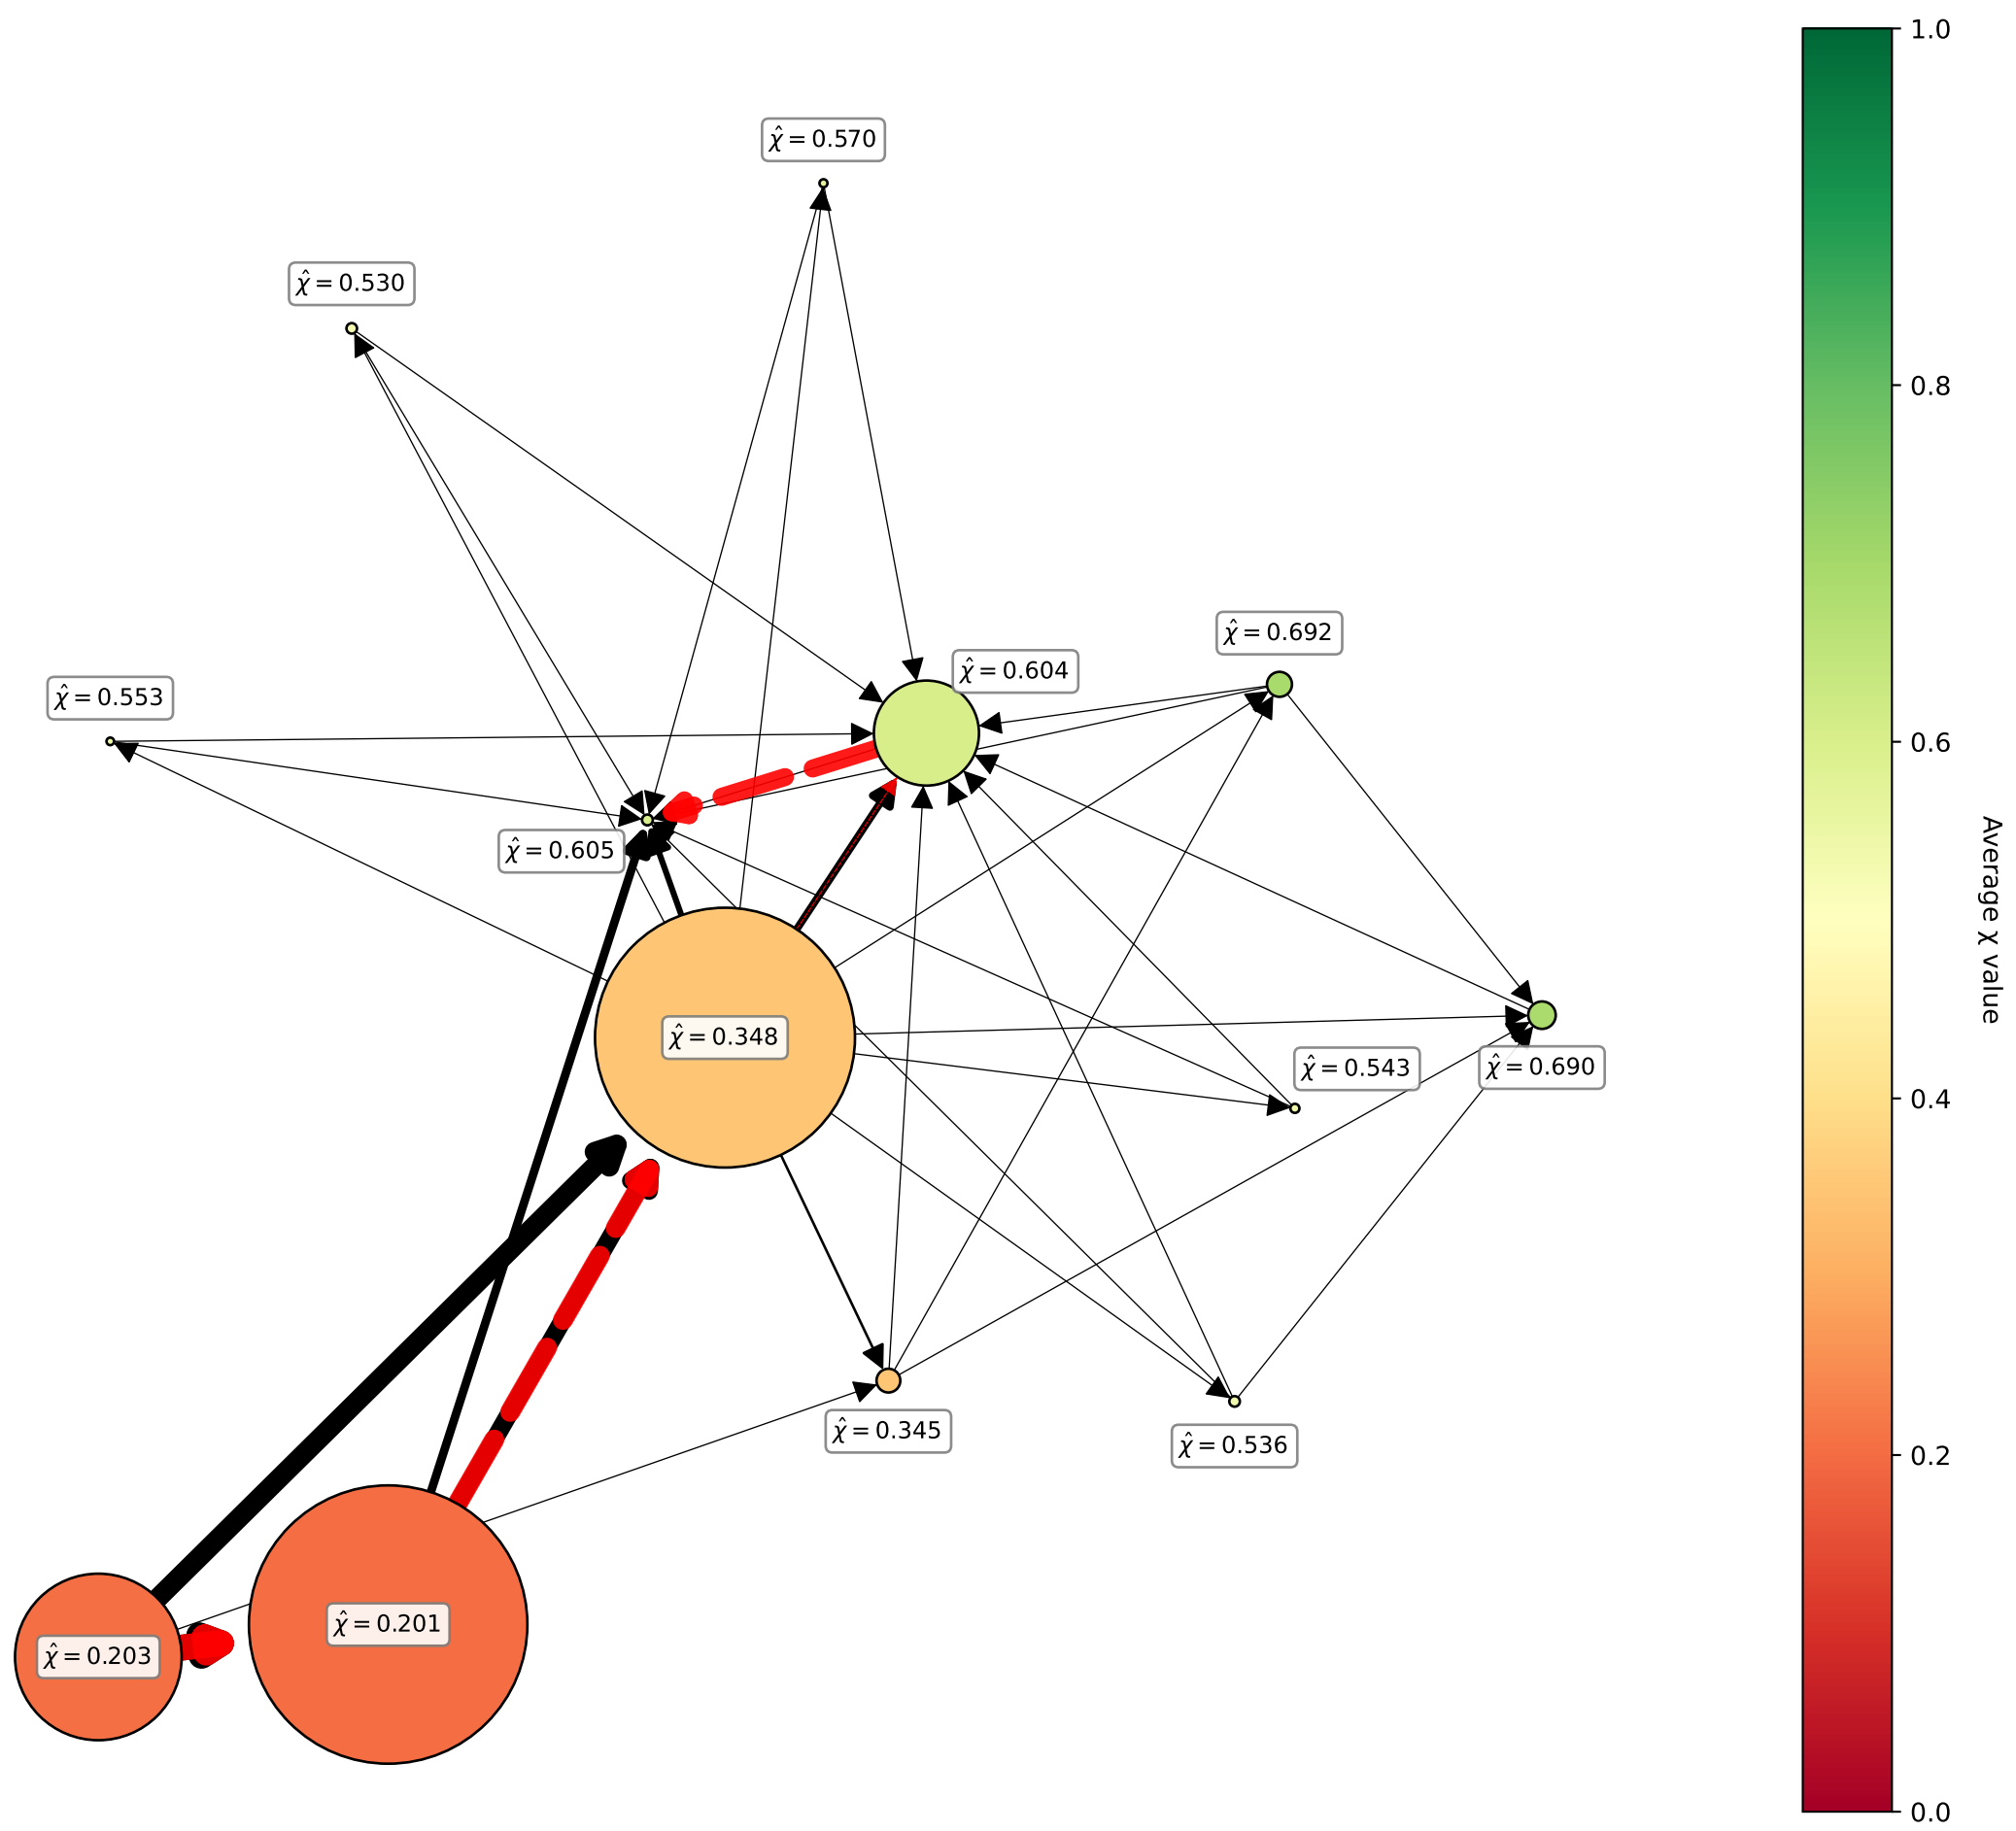 χ̂ = 0.570
χ̂ = 0.530
χ̂ = 0.692
χ̂ = 0.604
χ̂ = 0.553
χ̂ = 0.605
χ̂ = 0.348
χ̂ = 0.543
χ̂ = 0.690
χ̂ = 0.345
χ̂ = 0.536
χ̂ = 0.201
χ̂ = 0.203
1.0
0.8
0.6
0.4
0.2
0.0
Average χ value